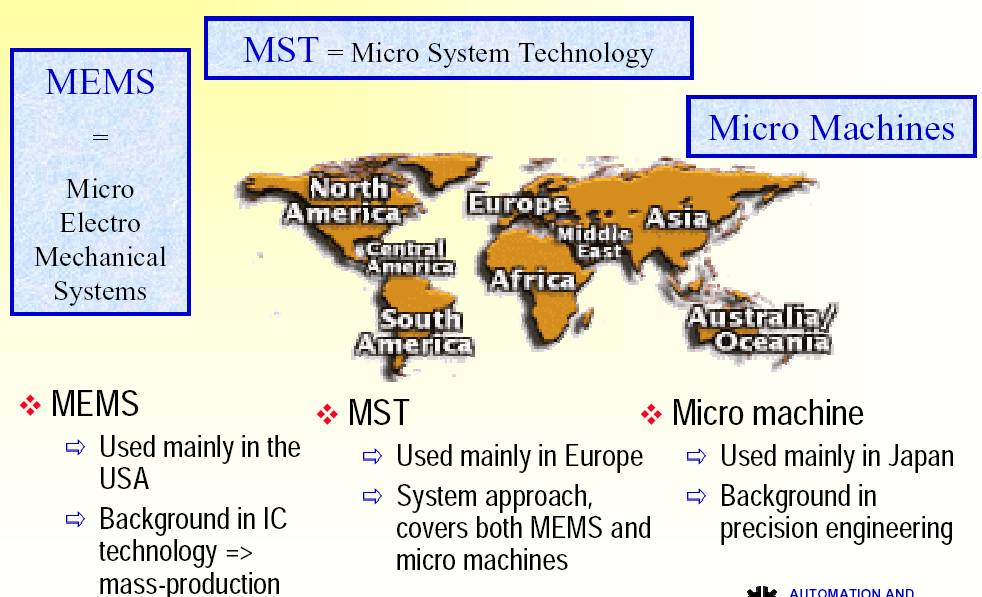 MST = Micro System Technology
MEMS
=
Micro
Electro
Mechanical
Systems
Micro Machines
North
America
Central
America
South
America
Europe
Middle
East
Africa
Asia
Australia/
Oceania
❖ MEMS
⇨ Used mainly in the
USA
⇨ Background in IC
technology =>
mass-production
❖ MST
⇨ Used mainly in Europe
⇨ System approach,
covers both MEMS and
micro machines
❖ Micro machine
⇨ Used mainly in Japan
⇨ Background in
precision engineering
AUTOMATION AND